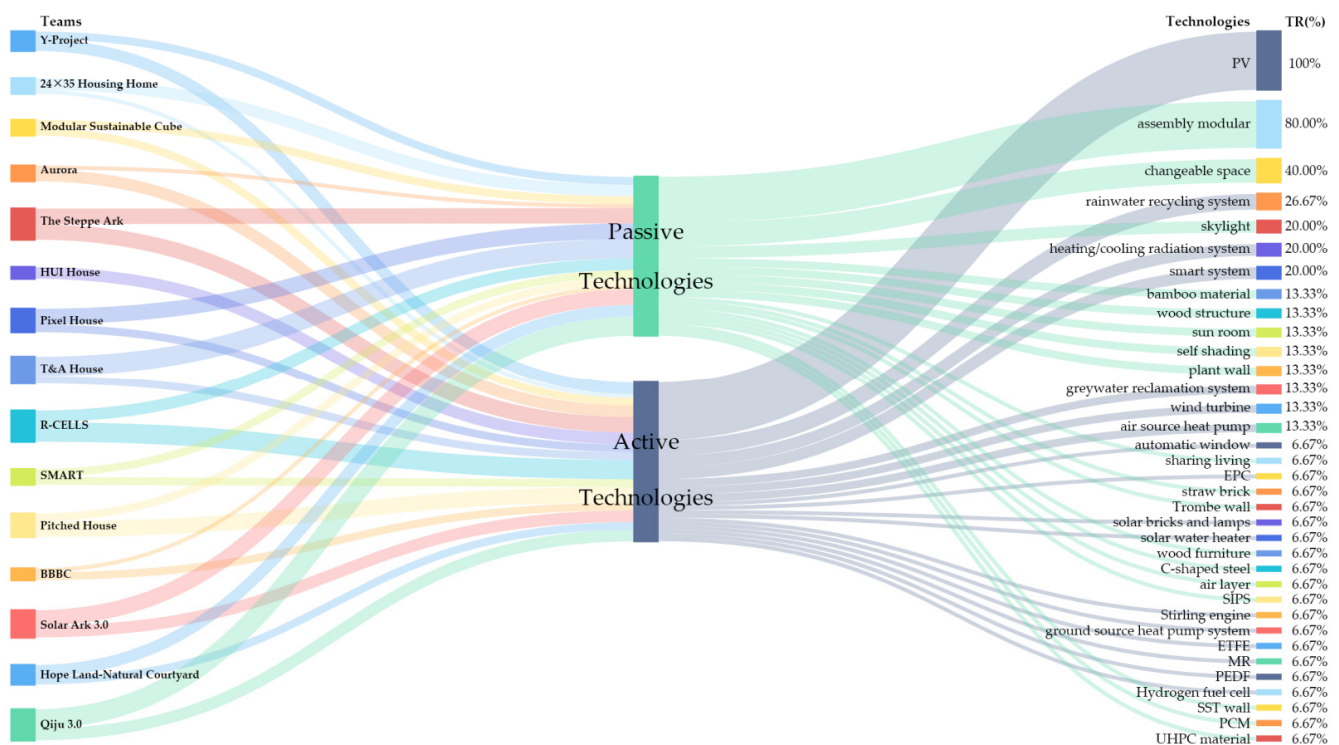 Teams
Y-Project
24×35 Housing Home
Modular Sustainable Cube
Aurora
The Steppe Ark
HUI House
Pixel House
T&A House
R-CELLS
SMART
Pitched House
BBBC
Solar Ark 3.0
Hope Land-Natural Courtyard
Qiju 3.0
Passive
Technologies
Active
Technologies
Technologies TR(%)
PV 100%
assembly modular 80.00%
changeable space 40.00%
rainwater recycling system 26.67%
skylight 20.00%
heating/cooling radiation system 20.00%
smart system 20.00%
bamboo material 13.33%
wood structure 13.33%
sun room 13.33%
self shading 13.33%
plant wall 13.33%
greywater reclamation system 13.33%
wind turbine 13.33%
air source heat pump 13.33%
automatic window 6.67%
sharing living 6.67%
EPC 6.67%
straw brick 6.67%
Trombe wall 6.67%
solar bricks and lamps 6.67%
solar water heater 6.67%
wood furniture 6.67%
C-shaped steel 6.67%
air layer 6.67%
SIPS 6.67%
Stirling engine 6.67%
ground source heat pump system 6.67%
ETFE 6.67%
MR 6.67%
PEDF 6.67%
Hydrogen fuel cell 6.67%
SST wall 6.67%
PCM 6.67%
UHPC material 6.67%